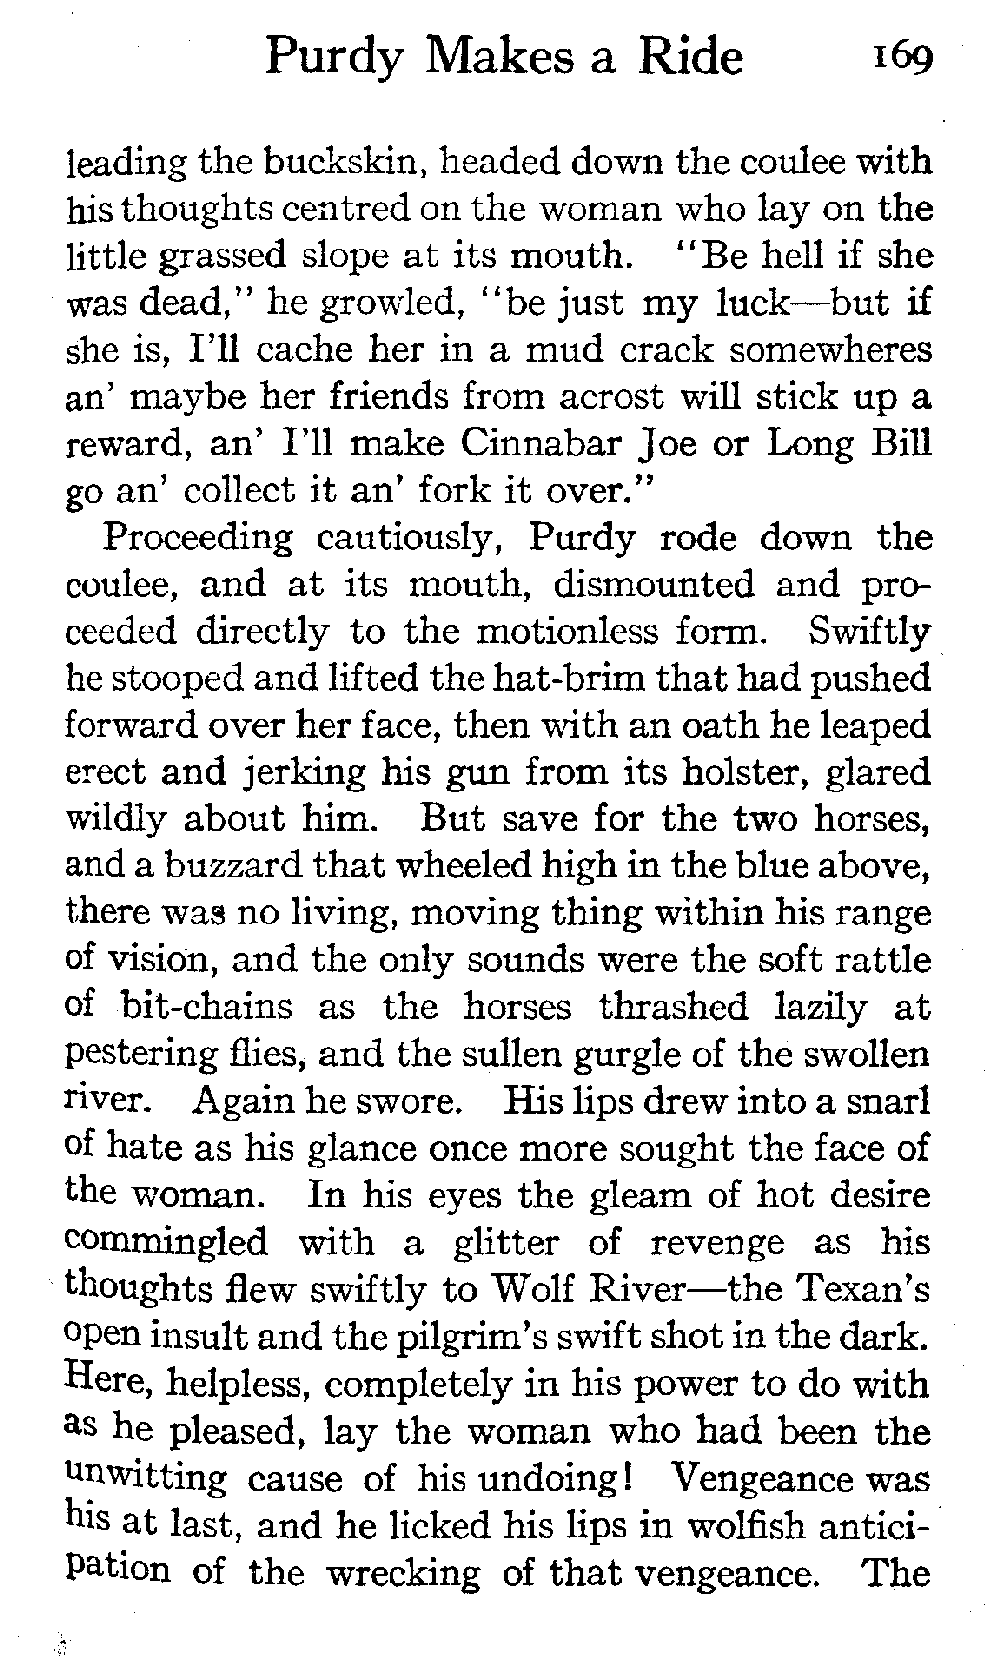 Purdy Makes a Ride 169
leading the buckskin, headed down the coulee with
his thoughts centred on the woman who lay on the
little grassed slope at its mouth. "Be hell if she
was dead," he growled, "be just my luck—but if
she is, I'll cache her in a mud crack somewheres
an' maybe her friends from acrost will stick up a
reward, an' I'll make Cinnabar Joe or Long Bill
go an' collect it an' fork it over."
Proceeding cautiously, Purdy rode down the
coulee, and at its mouth, dismounted and pro-
ceeded directly to the motionless form. Swiftly
he stooped and lifted the hat-brim that had pushed
forward over her face, then with an oath he leaped
erect and jerking his gun from its holster, glared
wildly about him. But save for the two horses,
and a buzzard that wheeled high in the blue above,
there was no living, moving thing within his range
of vision, and the only sounds were the soft rattle
of bit-chains as the horses thrashed lazily at
pestering flies, and the sullen gurgle of the swollen
river. Again he swore. His lips drew into a snarl
of hate as his glance once more sought the face of
the woman. In his eyes the gleam of hot desire
commingled with a glitter of revenge as his
thoughts flew swiftly to Wolf River—the Texan's
open insult and the pilgrim's swift shot in the dark.
Here, helpless, completely in his power to do with
as he pleased, lay the woman who had been the
unwitting cause of his undoing! Vengeance was
his at last, and he licked his lips in wolfish antici-
pation of the wrecking of that vengeance. The